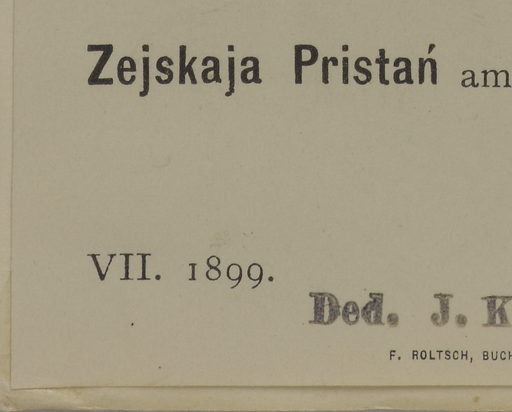 Zejskaja Pristań am
VII. 1899.
Ded. J. K
F. ROLTSCH, BUCH